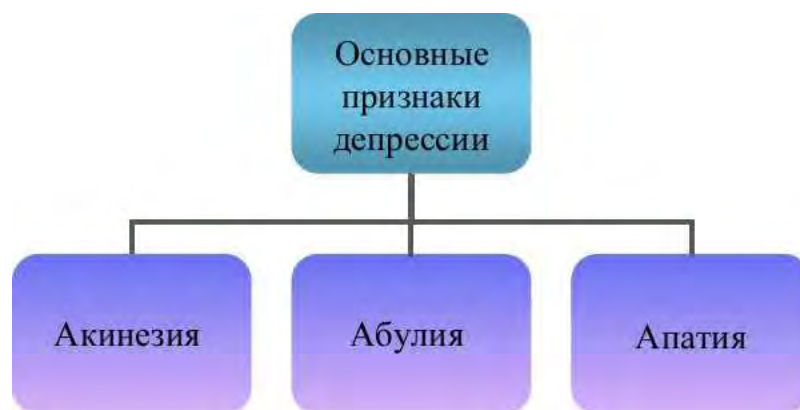 Основные
признаки
депрессии
Акинезия
Абулия
Апатия